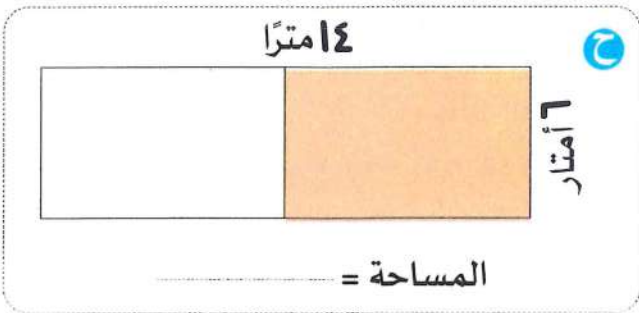 ح
١٤ مترًا
٦ أمتار
المساحة =